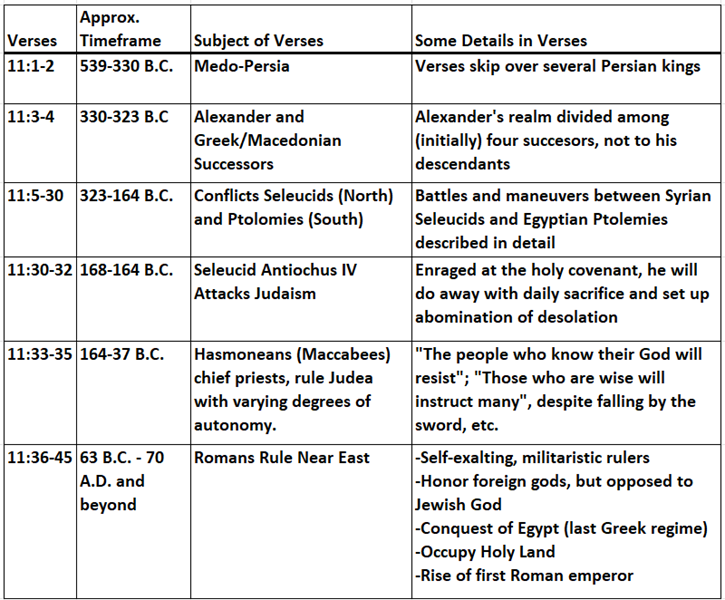 Verses
Approx.
Timeframe
Subject of Verses
Some Details in Verses
11:1-2
539-330 B.C.
Medo-Persia
Verses skip over several Persian kings
11:3-4
330-323 B.C
Alexander and
Greek/Macedonian
Successors
Alexander's realm divided among
(initially) four succesors, not to his
descendants
11:5-30
323-164 B.C.
Conflicts Seleucids (North)
and Ptolomies (South)
Battles and maneuvers between Syrian
Seleucids and Egyptian Ptolemies
described in detail
11:30-32
168-164 B.C.
Seleucid Antiochus IV
Attacks Judaism
Enraged at the holy covenant, he will
do away with daily sacrifice and set up
abomination of desolation
11:33-35
164-37 B.C.
Hasmoneans (Maccabees)
chief priests, rule Judea
with varying degrees of
autonomy.
"The people who know their God will
resist"; "Those who are wise will
instruct many", despite falling by the
sword, etc.
11:36-45
63 B.C. - 70
A.D. and
beyond
Romans Rule Near East
-Self-exalting, militaristic rulers
-Honor foreign gods, but opposed to
Jewish God
-Conquest of Egypt (last Greek regime)
-Occupy Holy Land
-Rise of first Roman emperor